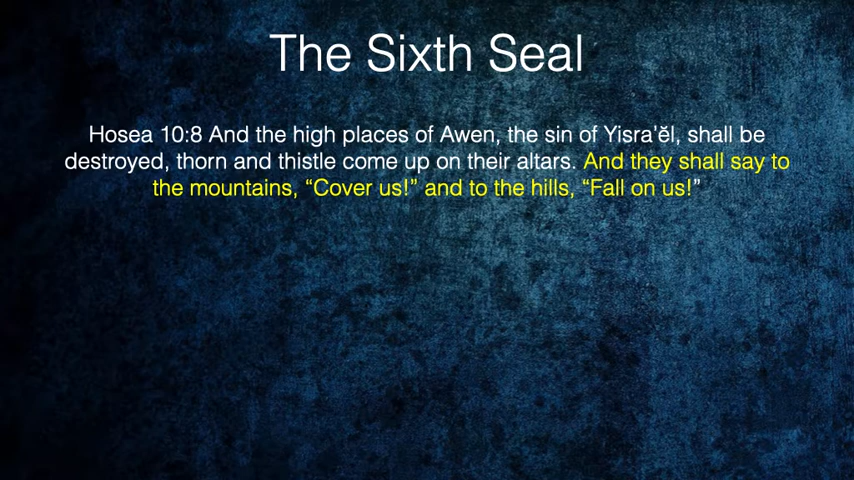 The Sixth Seal
Hosea 10:8 And the high places of Awen, the sin of Yisra’ĕl, shall be
destroyed, thorn and thistle come up on their altars. And they shall say to
the mountains, “Cover us!” and to the hills, “Fall on us!”